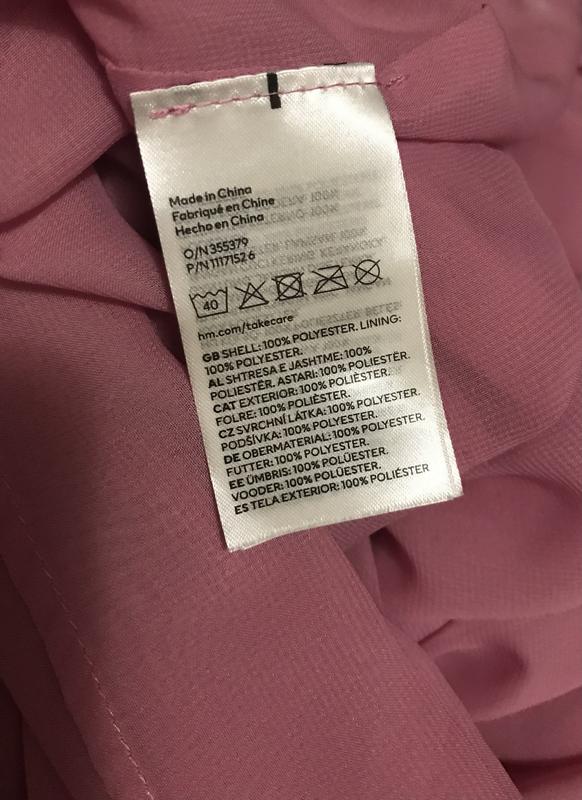 Made in China
Fabriqué en Chine
Hecho en China
O/N 355379
P/N 1117152 6
40
hm.com/takecare
GB SHELL: 100% POLYESTER. LINING:
100% POLYESTER.
AL SHTRESA E JASHTME: 100%
POLIESTËR. ASTARI: 100% POLIESTËR.
CAT EXTERIOR: 100% POLIÈSTER.
FOLRE: 100% POLIÈSTER.
CZ SVRCHNÍ LÁTKA: 100% POLYESTER.
PODŠÍVKA: 100% POLYESTER.
DE OBERMATERIAL: 100% POLYESTER.
FUTTER: 100% POLYESTER.
EE ÜMBRIS: 100% POLÜESTER.
VOODER: 100% POLÜESTER.
ES TELA EXTERIOR: 100% POLIÉSTER